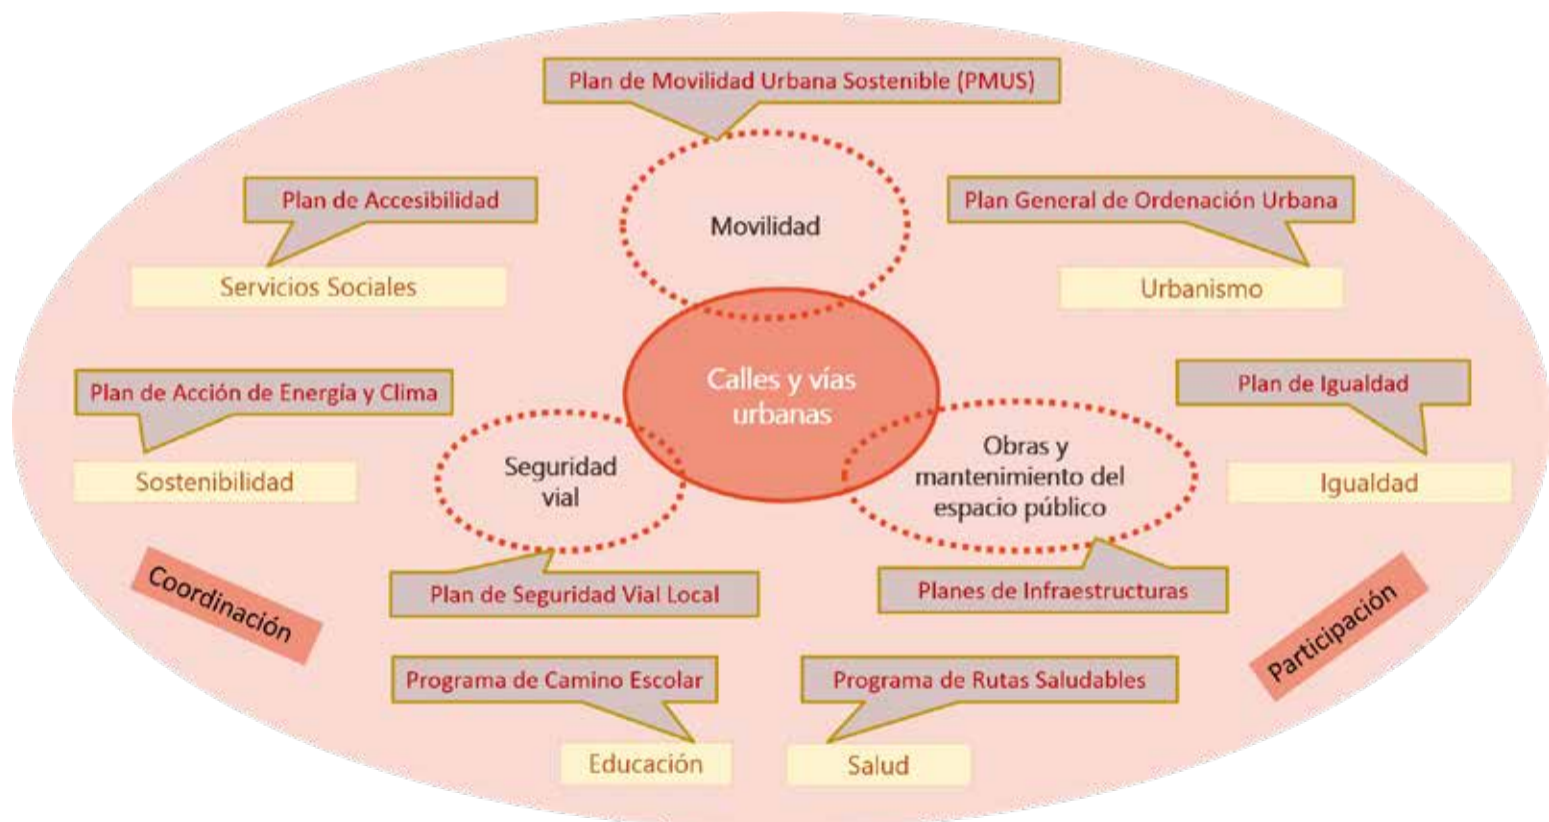 Plan de Movilidad Urbana Sostenible (PMUS)
Movilidad
Plan de Accesibilidad
Servicios Sociales
Plan General de Ordenación Urbana
Urbanismo
Calles y vías
urbanas
Plan de Acción de Energía y Clima
Sostenibilidad
Seguridad
vial
Obras y
mantenimiento del
espacio público
Plan de Igualdad
Igualdad
Coordinación
Plan de Seguridad Vial Local
Planes de Infraestructuras
Participación
Programa de Camino Escolar
Educación
Programa de Rutas Saludables
Salud